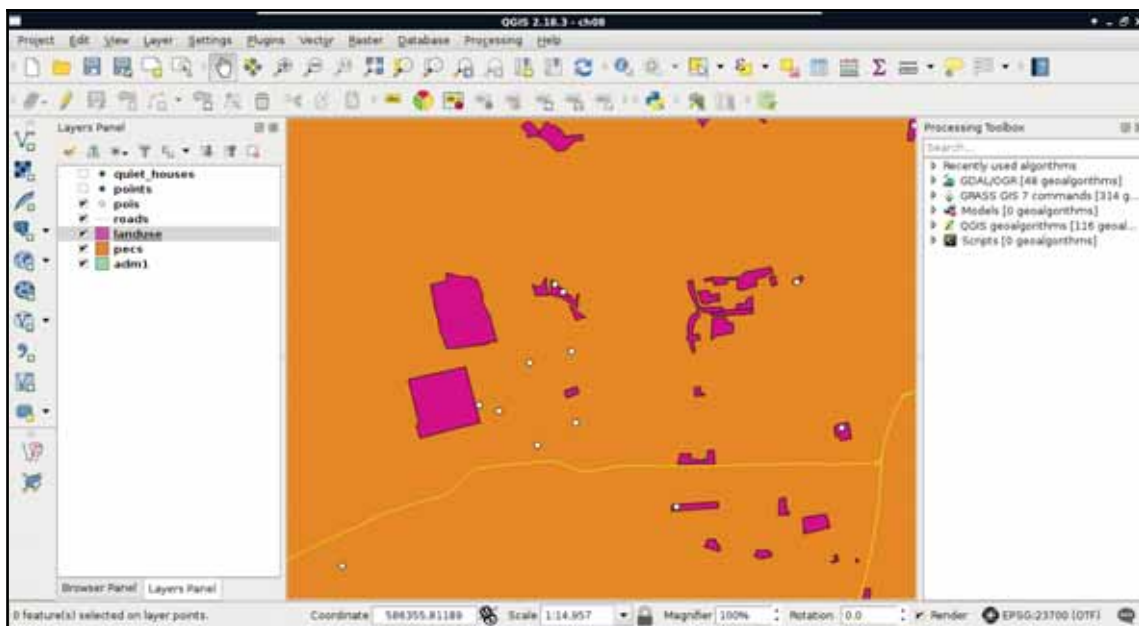 QGIS 2.18.3 - ch08
Project Edit View Layer Settings Plugins Vector Raster Database Processing Help
Layers Panel
quiet_houses
points
pois
roads
landuse
pecs
adm1
Browser Panel Layers Panel
Processing Toolbox
Search...
Recently used algorithms
GDAL/OGR [48 geoalgorithms]
GRASS GIS 7 commands [314 g...
Models [0 geoalgorithms]
QGIS geoalgorithms [116 geoal...
Scripts [0 geoalgorithms]
0 feature(s) selected on layer points. Coordinate 586355.81189 Scale 1:14.957 Magnifier 100% Rotation 0.0 Render EPSG:23700 (OTF)